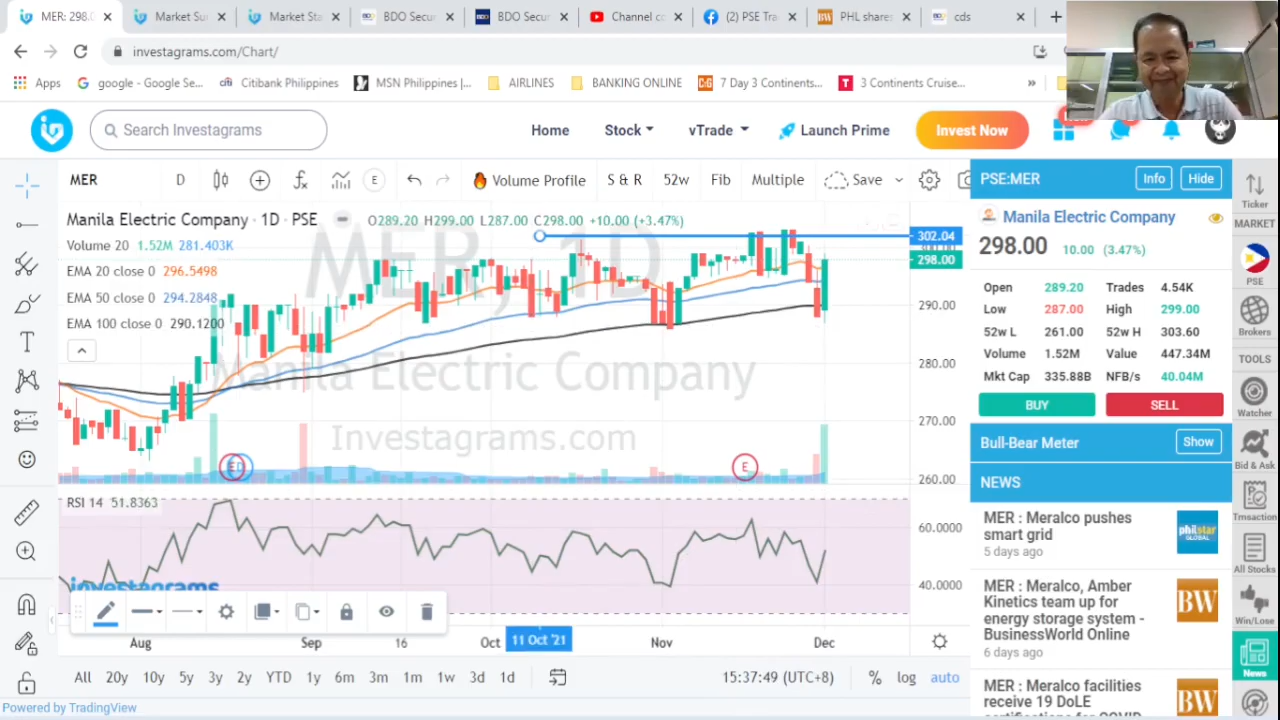 MER: 298.0
Market Su
Market Sta
BDO Secur
BDO Secur
Channel co
(2) PSE Tra
PHL shares
cds
investagrams.com/Chart/
Apps
google - Google Se...
Citibank Philippines
MSN Philippines |...
AIRLINES
BANKING ONLINE
7 Day 3 Continents...
3 Continents Cruise...
Search Investagrams
Home
Stock
vTrade
Launch Prime
Invest Now
MER
D
E
Volume Profile
S & R
52w
Fib
Multiple
Save
Manila Electric Company · 1D · PSE
O289.20 H299.00 L287.00 C298.00 +10.00 (+3.47%)
Volume 20 1.52M 281.403K
EMA 20 close 0 296.5498
EMA 50 close 0 294.2848
EMA 100 close 0 290.1200
MER, 1D
Manila Electric Company
Investagrams.com
302.04
298.00
290.00
280.00
270.00
260.00
E
D
E
RSI 14 51.8363
60.0000
40.0000
investagrams
Aug
Sep
16
Oct
11 Oct '21
Nov
Dec
All
20y
10y
5y
YTD
3y
2y
1y
6m
3m
1m
1w
3d
1d
15:37:49 (UTC+8)
%
log
auto
Powered by TradingView
PSE:MER
Info
Hide
Manila Electric Company
298.00 10.00 (3.47%)
Open 289.20 Trades 4.54K
Low 287.00 High 299.00
52w L 261.00 52w H 303.60
Volume 1.52M Value 447.34M
Mkt Cap 335.88B NFB/s 40.04M
BUY
SELL
Bull-Bear Meter
Show
NEWS
MER : Meralco pushes
smart grid
5 days ago
philstar
GLOBAL
MER : Meralco, Amber
Kinetics team up for
energy storage system -
BusinessWorld Online
6 days ago
BW
MER : Meralco facilities
receive 19 DoLE
BW
Ticker
MARKET
PSE
Brokers
TOOLS
Watcher
Bid & Ask
Trnsaction
All Stocks
Win/Lose
News